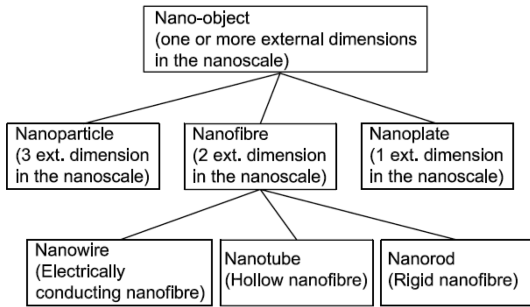 Nano-object
(one or more external dimensions
in the nanoscale)
Nanoparticle
(3 ext. dimension
in the nanoscale)
Nanofibre
(2 ext. dimension
in the nanoscale)
Nanoplate
(1 ext. dimension
in the nanoscale)
Nanowire
(Electrically
conducting nanofibre)
Nanotube
(Hollow nanofibre)
Nanorod
(Rigid nanofibre)